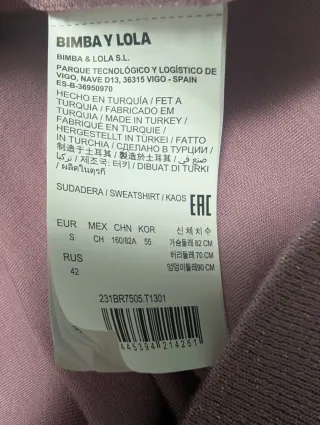 BIMBA Y LOLA
BIMBA & LOLA S.L.
PARQUE TECNOLÓGICO Y LOGÍSTICO DE
VIGO, NAVE D13, 36315 VIGO - SPAIN
ES-B-36950970
HECHO EN TURQUÍA / FET A
TURQUIA / FABRICADO EM
TURQUIA / MADE IN TURKEY /
FABRIQUÉ EN TURQUIE /
HERGESTELLT IN TÜRKEI / FATTO
IN TURCHIA / СДЕЛАНО В ТУРЦИИ /
制造于土耳其 / 製造於土耳其 / صنع في
تركيا / 제조국: 터키 / DIBUAT DI TURKI
/ ผลิตในตุรกี
SUDADERA / SWEATSHIRT / KAOS EAC
EUR MEX CHN KOR 신체치수
S CH 160/82A 55 가슴둘레 82 CM
허리둘레 70 CM
RUS 엉덩이둘레90 CM
42
231BR7505.T1301
445394 214251